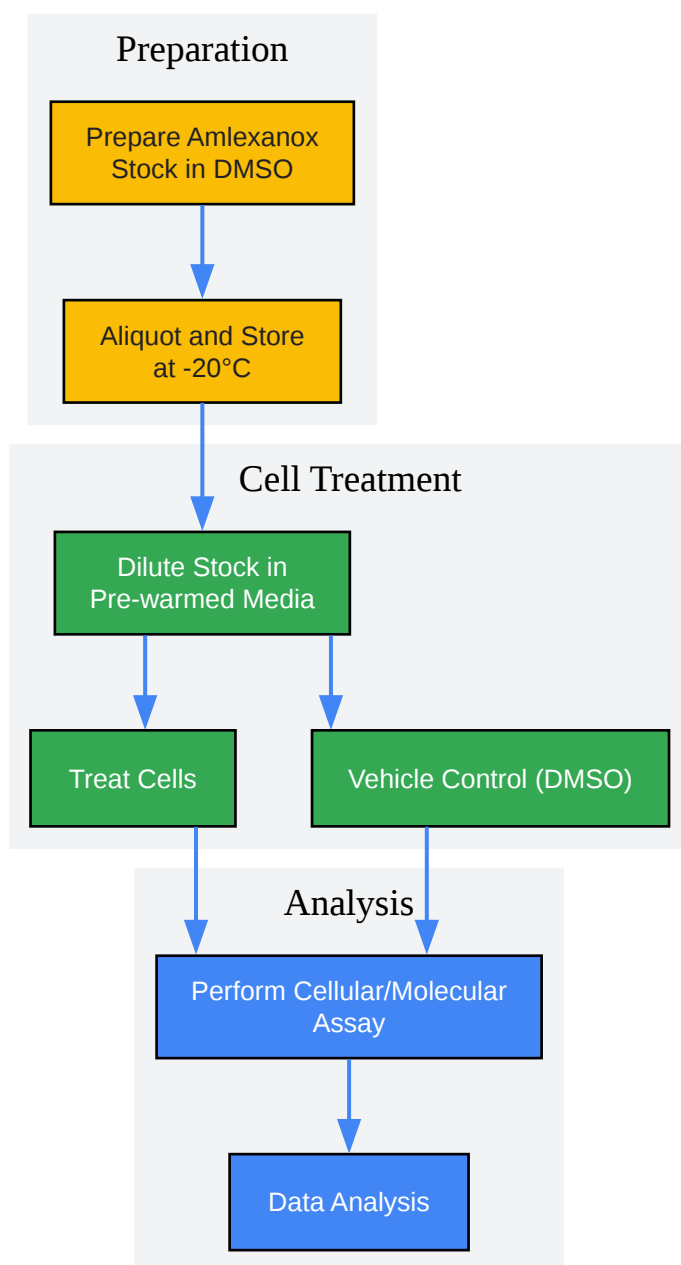 Preparation
Prepare Amlexanox
Stock in DMSO
Aliquot and Store
at -20°C
Cell Treatment
Dilute Stock in
Pre-warmed Media
Treat Cells
Vehicle Control (DMSO)
Analysis
Perform Cellular/Molecular
Assay
Data Analysis